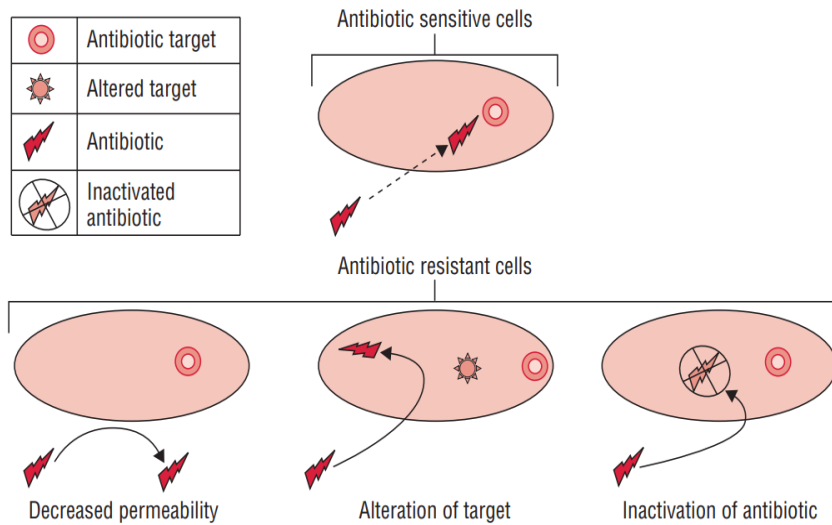 Antibiotic sensitive cells
Antibiotic target
Altered target
Antibiotic
Inactivated
antibiotic
Antibiotic resistant cells
Decreased permeability
Alteration of target
Inactivation of antibiotic